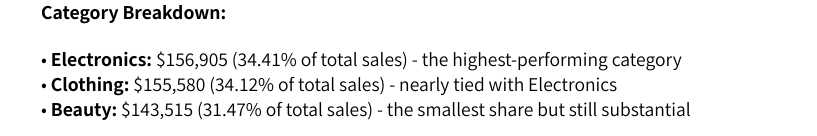 Category Breakdown:
• Electronics: $156,905 (34.41% of total sales) - the highest-performing category
• Clothing: $155,580 (34.12% of total sales) - nearly tied with Electronics
• Beauty: $143,515 (31.47% of total sales) - the smallest share but still substantial